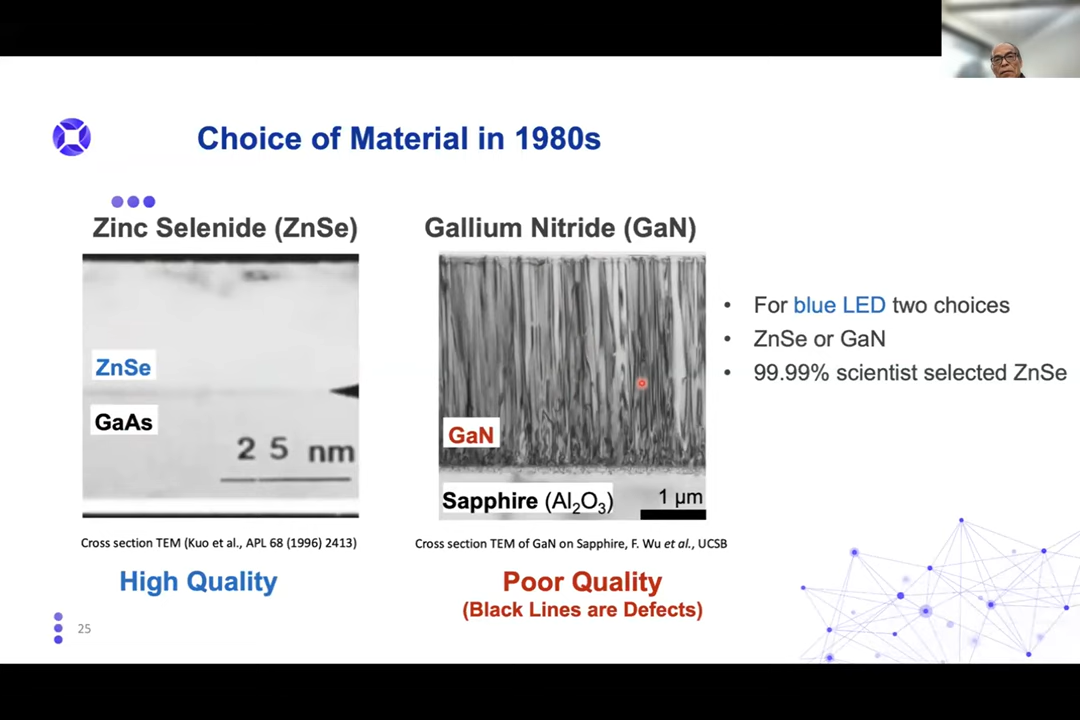 Choice of Material in 1980s
Zinc Selenide (ZnSe)
ZnSe
GaAs
25 nm
Cross section TEM (Kuo et al., APL 68 (1996) 2413)
High Quality
Gallium Nitride (GaN)
GaN
Sapphire (Al₂O₃)
1 μm
Cross section TEM of GaN on Sapphire, F. Wu et al., UCSB
Poor Quality
(Black Lines are Defects)
• For blue LED two choices
• ZnSe or GaN
• 99.99% scientist selected ZnSe
25